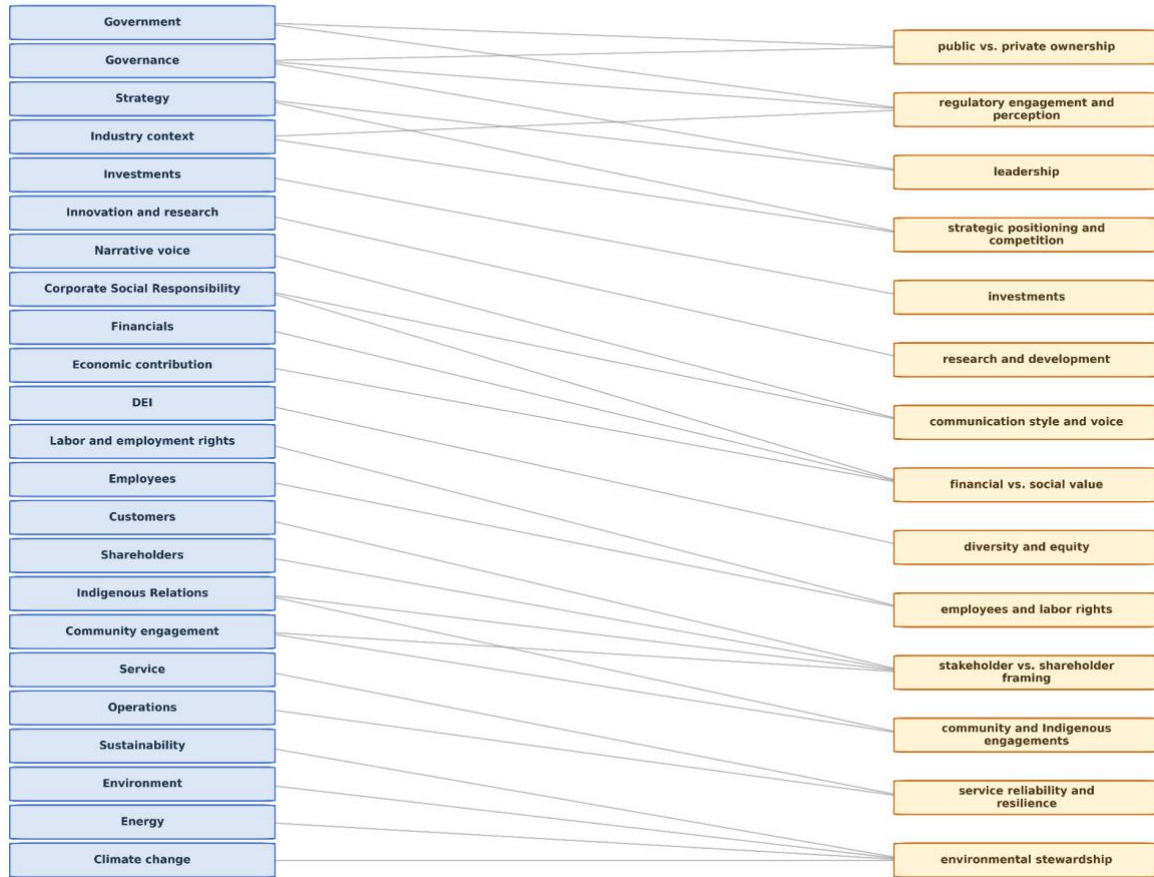 Government
Governance
Strategy
Industry context
Investments
Innovation and research
Narrative voice
Corporate Social Responsibility
Financials
Economic contribution
DEI
Labor and employment rights
Employees
Customers
Shareholders
Indigenous Relations
Community engagement
Service
Operations
Sustainability
Environment
Energy
Climate change
public vs. private ownership
regulatory engagement and
perception
leadership
strategic positioning and
competition
investments
research and development
communication style and voice
financial vs. social value
diversity and equity
employees and labor rights
stakeholder vs. shareholder
framing
community and Indigenous
engagements
service reliability and
resilience
environmental stewardship